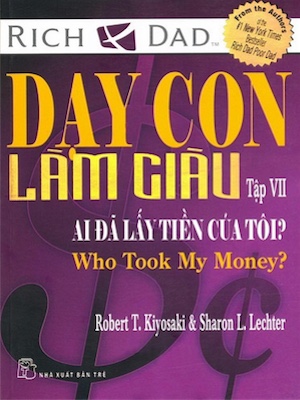 RICH DAD™
From the Authors
of the
#1 New York Times
Bestseller
Rich Dad Poor Dad
DẠY CON
LÀM GIÀU
Tập VII
AI ĐÃ LẤY TIỀN CỦA TÔI?
Who Took My Money?
Robert T. Kiyosaki & Sharon L. Lechter
NHÀ XUẤT BẢN TRẺ